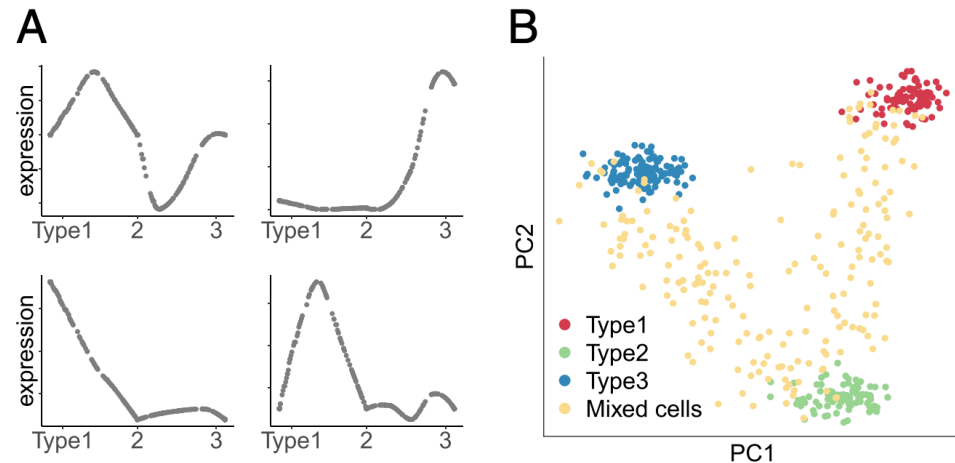 A
expression
Type1 2 3
Type1 2 3
expression
Type1 2 3
Type1 2 3
B
PC2
Type1
Type2
Type3
Mixed cells
PC1